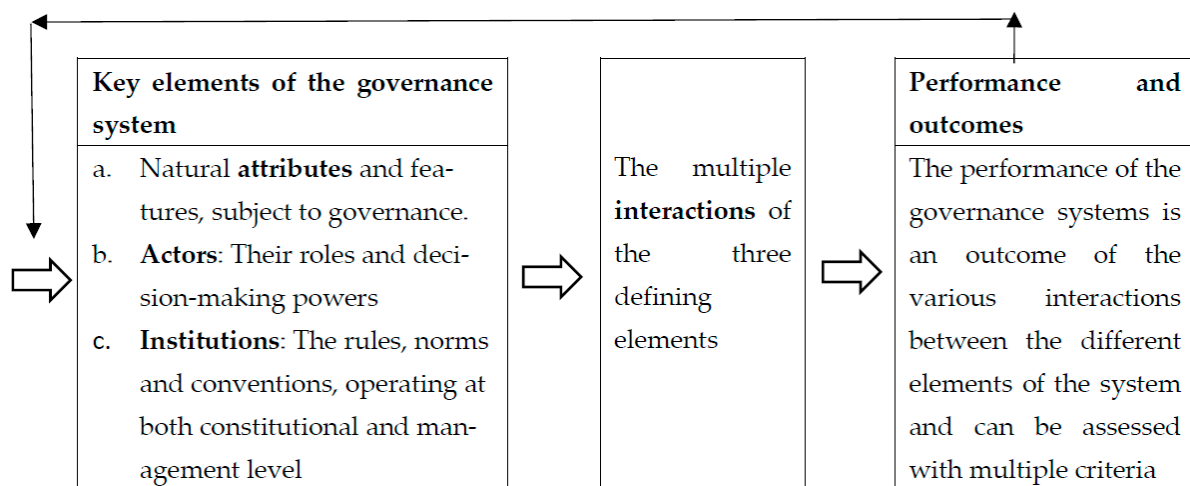 Key elements of the governance
system
a. Natural attributes and fea-
tures, subject to governance.
b. Actors: Their roles and deci-
sion-making powers
c. Institutions: The rules, norms
and conventions, operating at
both constitutional and man-
agement level
The multiple
interactions of
the three
defining
elements
Performance and
outcomes
The performance of the
governance systems is
an outcome of the
various interactions
between the different
elements of the system
and can be assessed
with multiple criteria